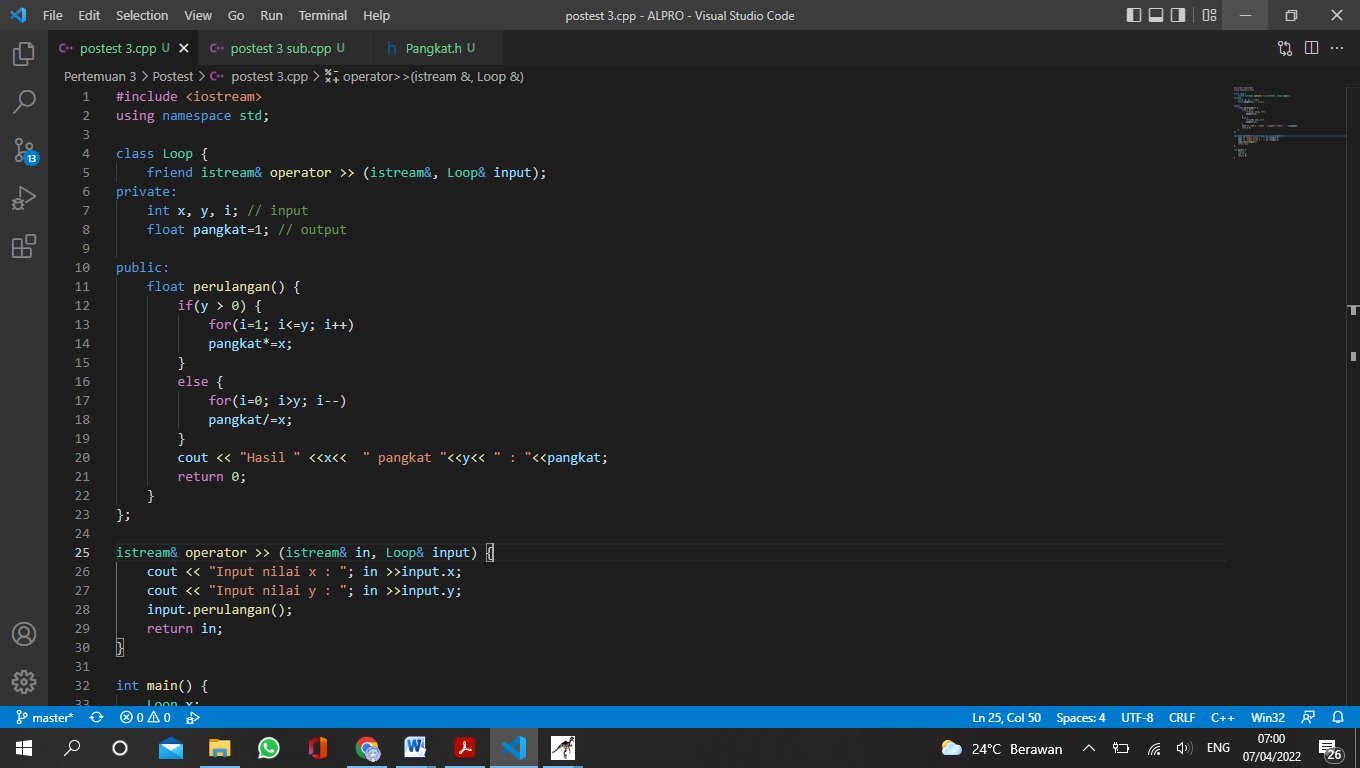 File Edit Selection View Go Run Terminal Help postest 3.cpp - ALPRO - Visual Studio Code
postest 3.cpp U postest 3 sub.cpp U h Pangkat.h U
Pertemuan 3 > Postest > postest 3.cpp > operator>>(istream &, Loop &)
1 #include <iostream>
2 using namespace std;
3
4 class Loop {
5 friend istream& operator >> (istream&, Loop& input);
6 private:
7 int x, y, i; // input
8 float pangkat=1; // output
9
10 public:
11 float perulangan() {
12 if(y > 0) {
13 for(i=1; i<=y; i++)
14 pangkat*=x;
15 }
16 else {
17 for(i=0; i>y; i--)
18 pangkat/=x;
19 }
20 cout << "Hasil " <<x<<  " pangkat "<<y<< " : "<<pangkat;
21 return 0;
22 }
23 };
24
25 istream& operator >> (istream& in, Loop& input) {
26 cout << "Input nilai x : "; in >>input.x;
27 cout << "Input nilai y : "; in >>input.y;
28 input.perulangan();
29 return in;
30 }
31
32 int main() {
33 Loop x;
13
master* 0 0 Ln 25, Col 50 Spaces: 4 UTF-8 CRLF C++ Win32
24°C Berawan ENG 07:00
07/04/2022 26